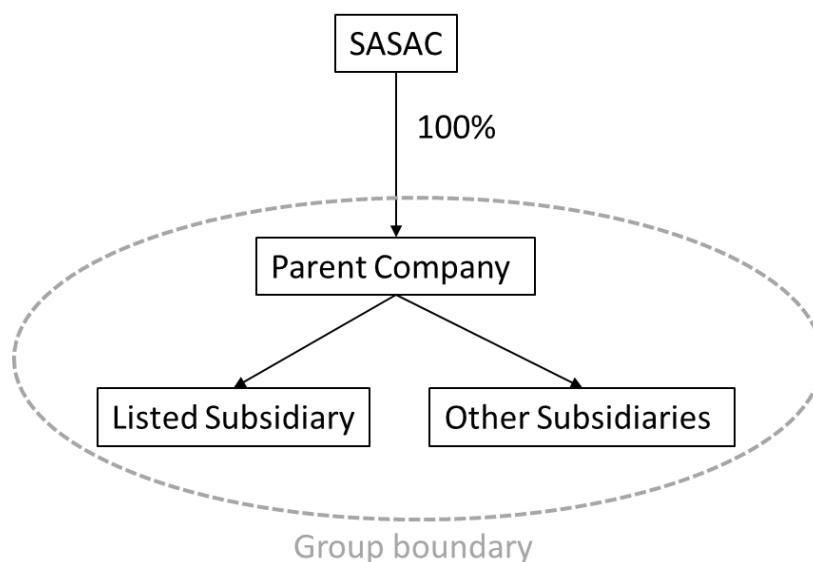 SASAC
100%
Parent Company
Listed Subsidiary
Other Subsidiaries
Group boundary